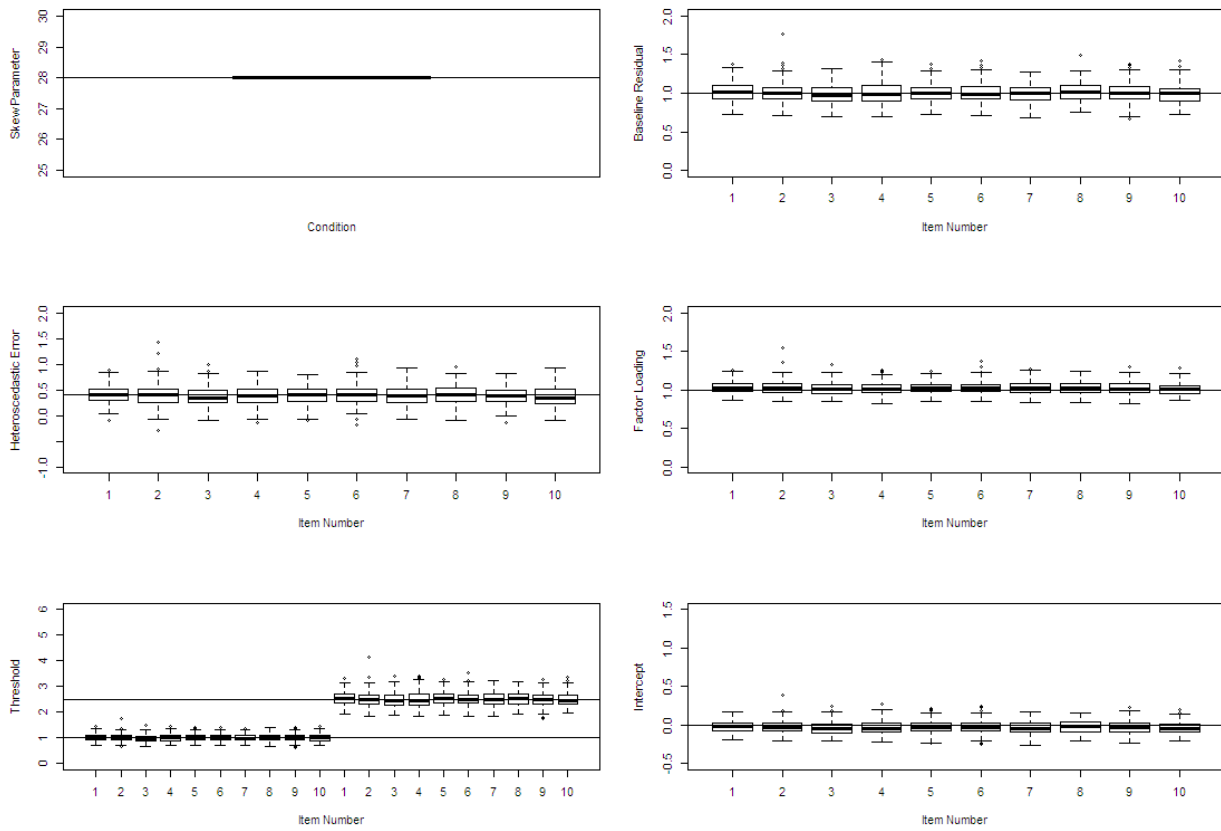 Skew Parameter
30
29
28
27
26
25
Condition
Baseline Residual
2.0
1.5
1.0
0.5
0.0
1 2 3 4 5 6 7 8 9 10
Item Number
Heteroscedastic Error
2.0
1.5
1.0
0.5
0.0
-1.0
1 2 3 4 5 6 7 8 9 10
Item Number
Factor Loading
2.0
1.5
1.0
0.5
0.0
1 2 3 4 5 6 7 8 9 10
Item Number
Threshold
6
5
4
3
2
1
0
1 2 3 4 5 6 7 8 9 10 1 2 3 4 5 6 7 8 9 10
Item Number
Intercept
1.5
1.0
0.5
0.0
-0.5
1 2 3 4 5 6 7 8 9 10
Item Number